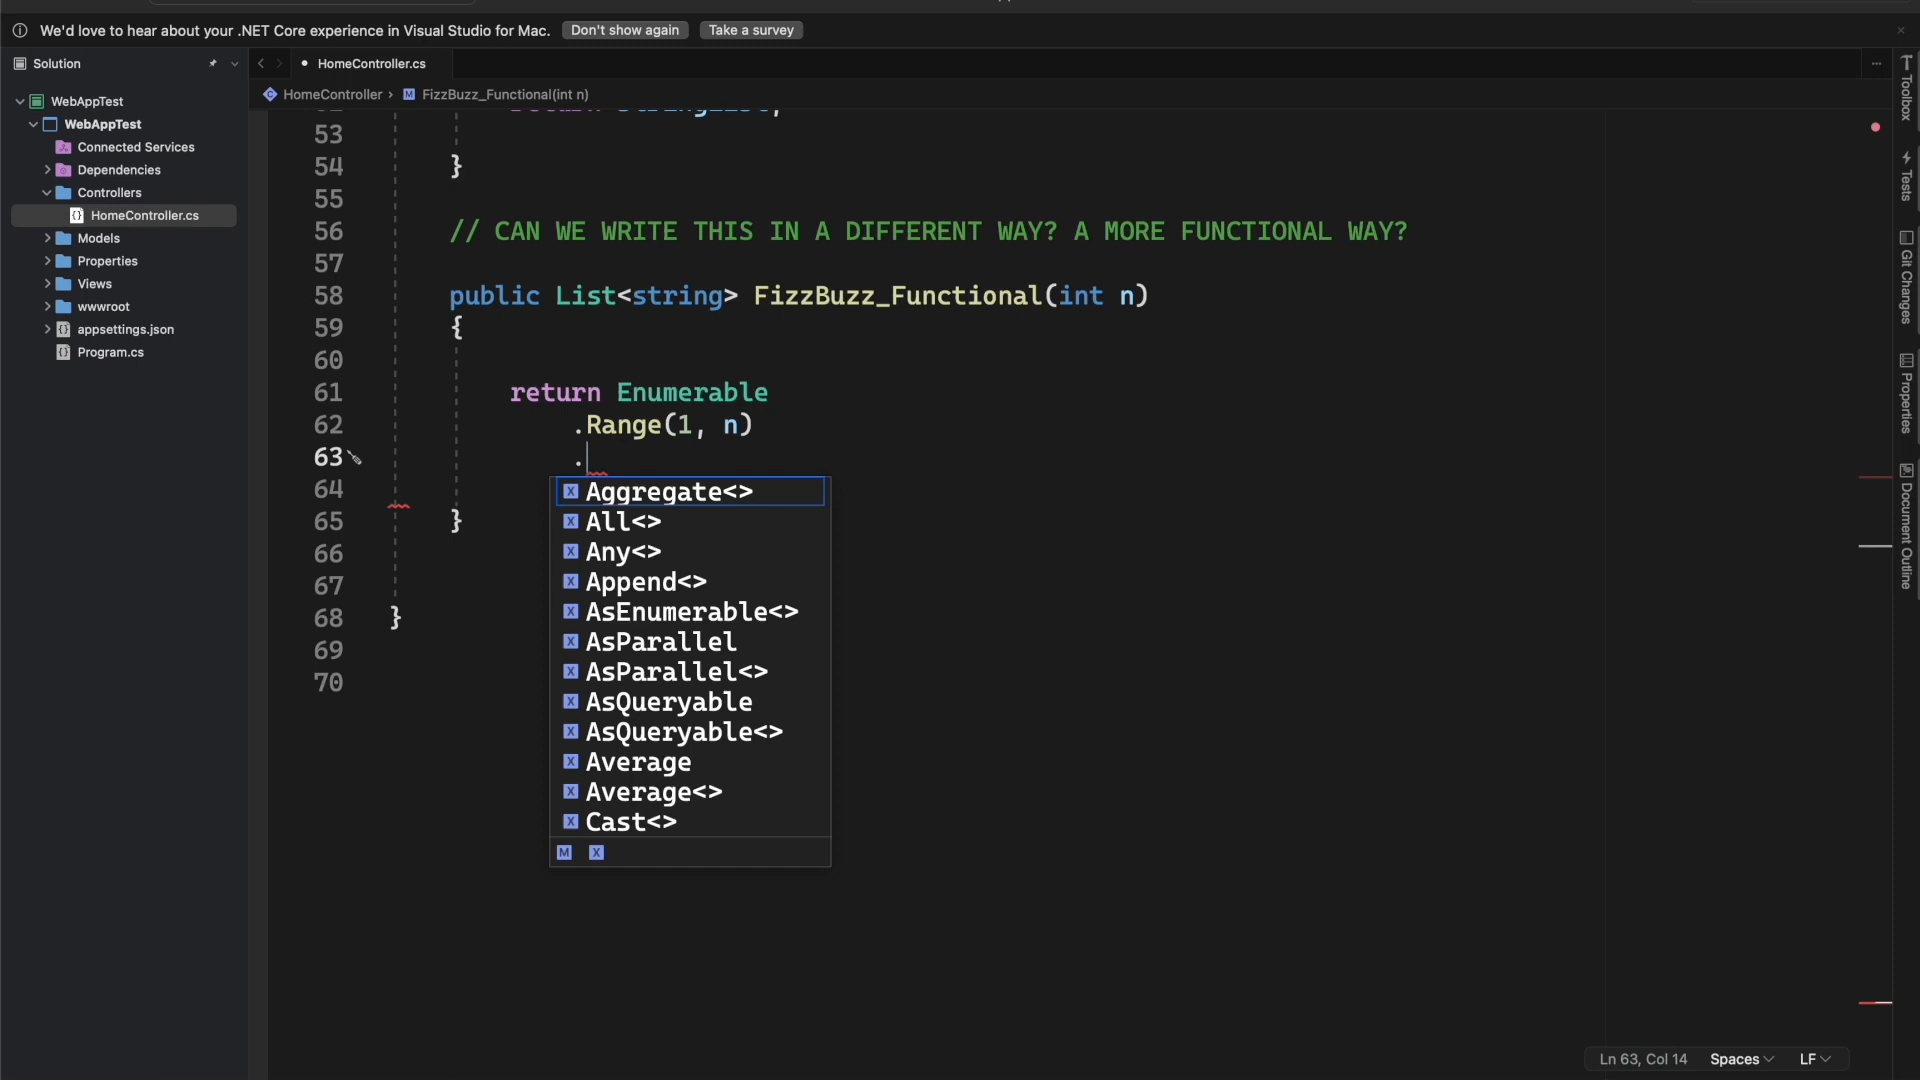 We'd love to hear about your .NET Core experience in Visual Studio for Mac. Don't show again Take a survey
Solution
HomeController.cs
WebAppTest
WebAppTest
Connected Services
Dependencies
Controllers
HomeController.cs
Models
Properties
Views
wwwroot
appsettings.json
Program.cs
HomeController › FizzBuzz_Functional(int n)
53
54 }
55
56 // CAN WE WRITE THIS IN A DIFFERENT WAY? A MORE FUNCTIONAL WAY?
57
58 public List<string> FizzBuzz_Functional(int n)
59 {
60
61 return Enumerable
62 .Range(1, n)
63 .
64
65 }
66
67
68 }
69
70
Aggregate<>
All<>
Any<>
Append<>
AsEnumerable<>
AsParallel
AsParallel<>
AsQueryable
AsQueryable<>
Average
Average<>
Cast<>
M X
Toolbox
Tests
Git Changes
Properties
Document Outline
Ln 63, Col 14 Spaces LF